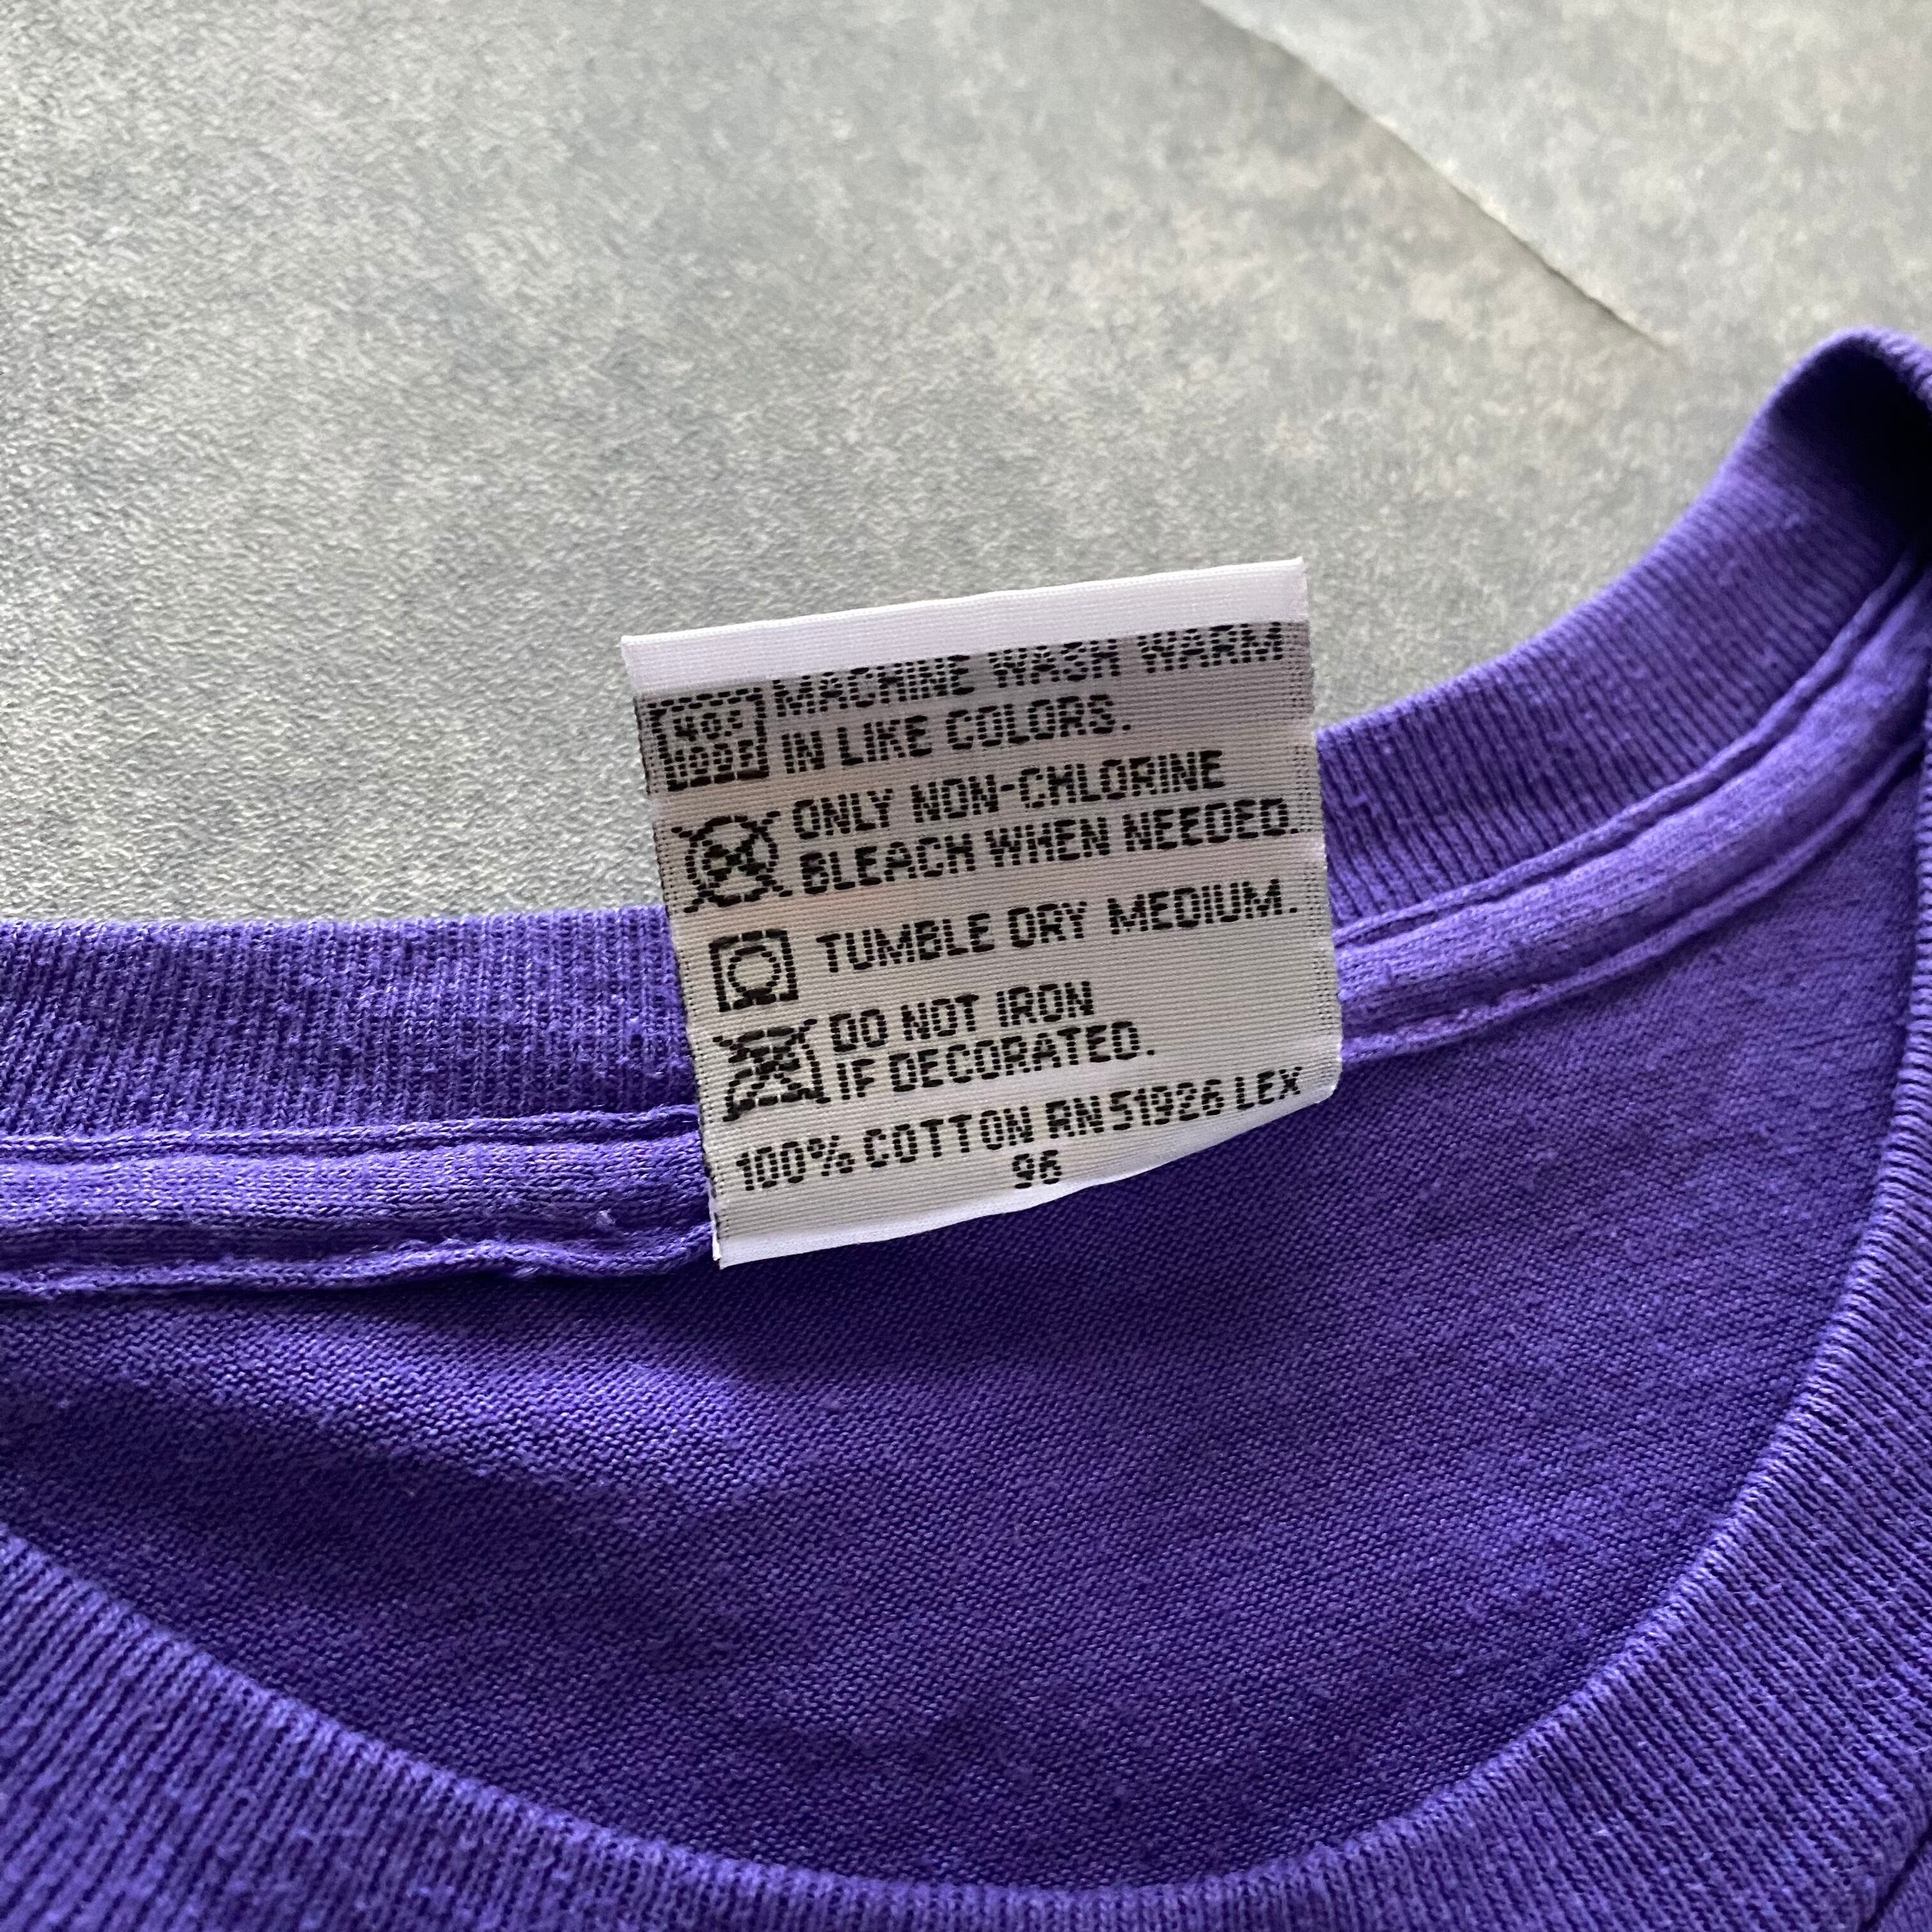 MACHINE WASH WARM
IN LIKE COLORS.
ONLY NON-CHLORINE
BLEACH WHEN NEEDED.
TUMBLE DRY MEDIUM.
DO NOT IRON
IF DECORATED.
100% COTTON RN 51926 LEX
96